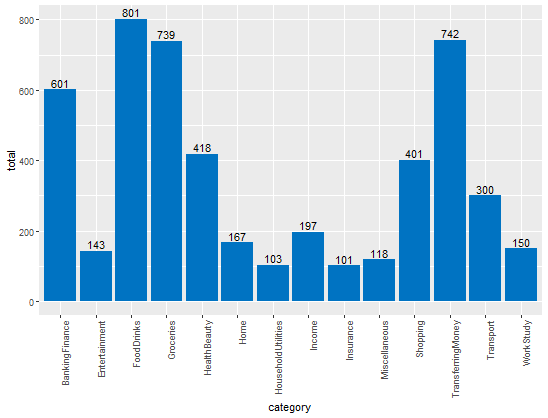 801
800
739
742
601
600
total
418
401
400
300
197
200
167
143
150
103
101
118
0
BankingFinance
Entertainment
FoodDrinks
Groceries
HealthBeauty
Home
HouseholdUtilities
Income
Insurance
Miscellaneous
Shopping
TransferringMoney
Transport
WorkStudy
category